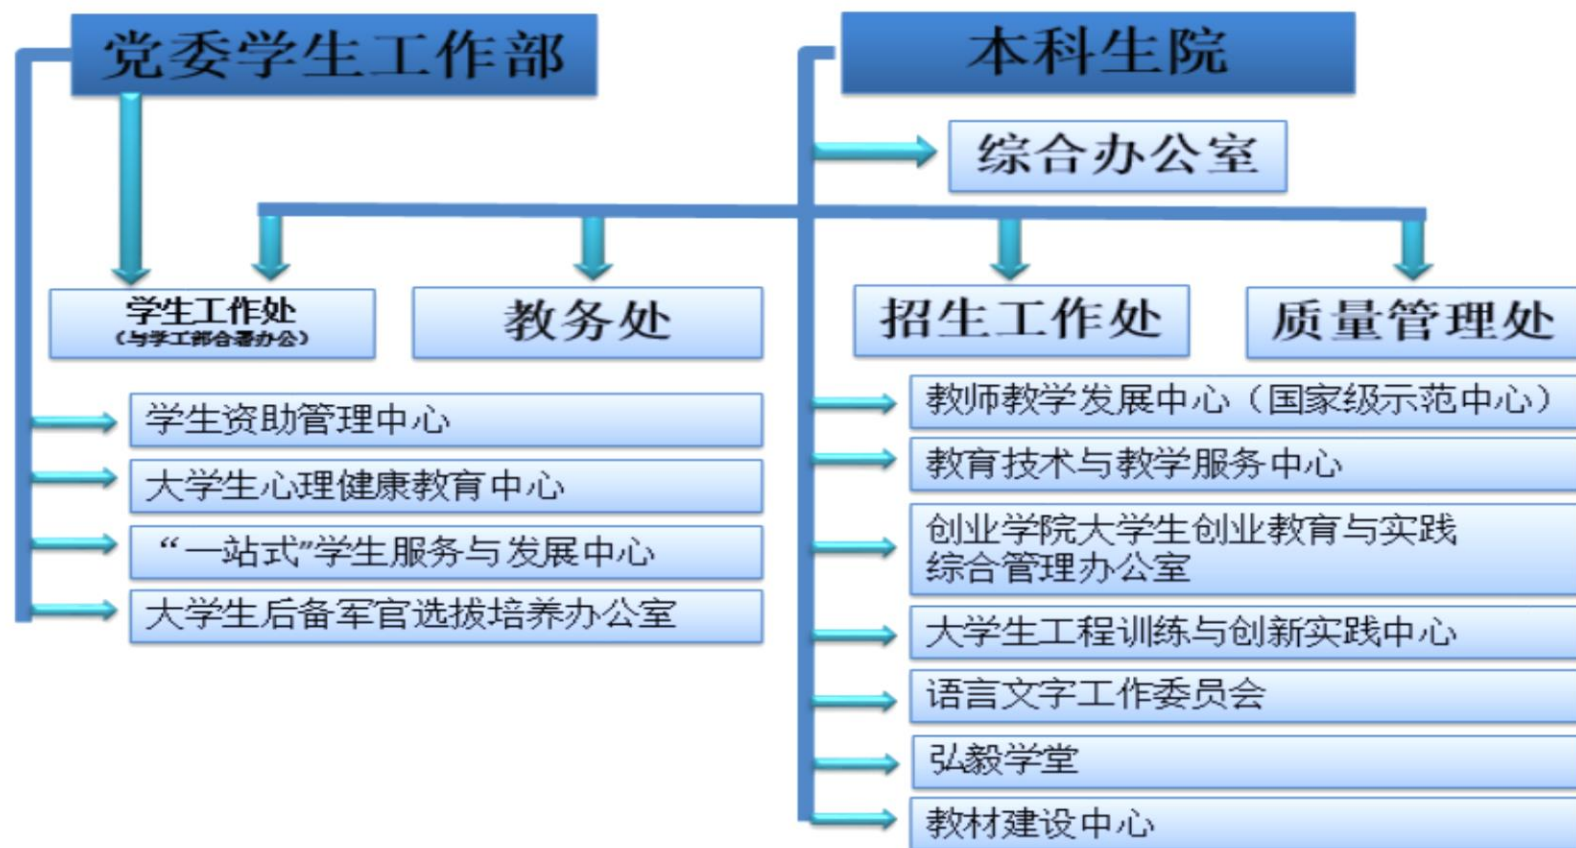 党委学生工作部
本科生院
综合办公室
学生工作处
（与学工部合署办公）
教务处
招生工作处
质量管理处
学生资助管理中心
大学生心理健康教育中心
“一站式”学生服务与发展中心
大学生后备军官选拔培养办公室
教师教学发展中心（国家级示范中心）
教育技术与教学服务中心
创业学院大学生创业教育与实践
综合管理办公室
大学生工程训练与创新实践中心
语言文字工作委员会
弘毅学堂
教材建设中心